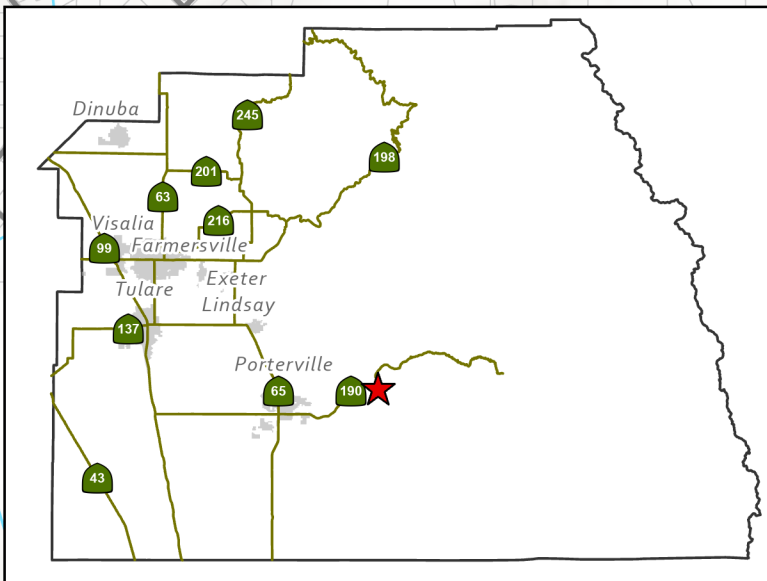 Dinuba
245
198
201
63
216
Visalia
99
Farmersville
Exeter
Tulare
Lindsay
137
Porterville
65
190
43